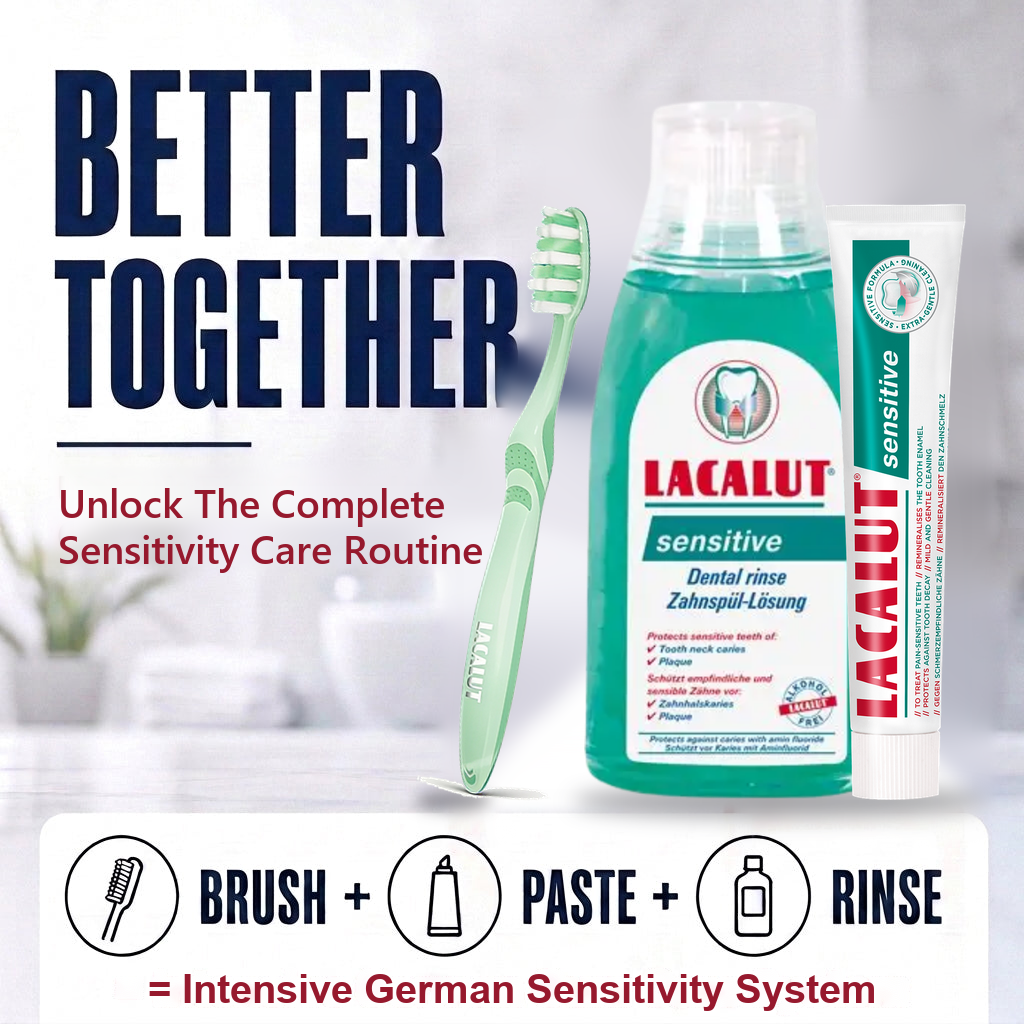 BETTER
TOGETHER
Unlock The Complete
Sensitivity Care Routine
LACALUT
LACALUT®
sensitive
Dental rinse
Zahnspül-Lösung
Protects sensitive teeth of:
✓ Tooth neck caries
✓ Plaque
Schützt empfindliche und
sensible Zähne vor:
✓ Zahnhalskaries
✓ Plaque
ALKOHOL
LACALUT
FREI
Protects against caries with amin fluoride
Schützt vor Karies mit Aminfluorid
SENSITIVE FORMULA • EXTRA-GENTLE CLEANING •
LACALUT®
sensitive
// TO TREAT PAIN-SENSITIVE TEETH // REMINERALISES THE TOOTH ENAMEL
// PROTECTS AGAINST TOOTH DECAY // MILD AND GENTLE CLEANING
// GEGEN SCHMERZEMPFINDLICHE ZÄHNE // REMINERALISIERT DEN ZAHNSCHMELZ
BRUSH + PASTE + RINSE
= Intensive German Sensitivity System